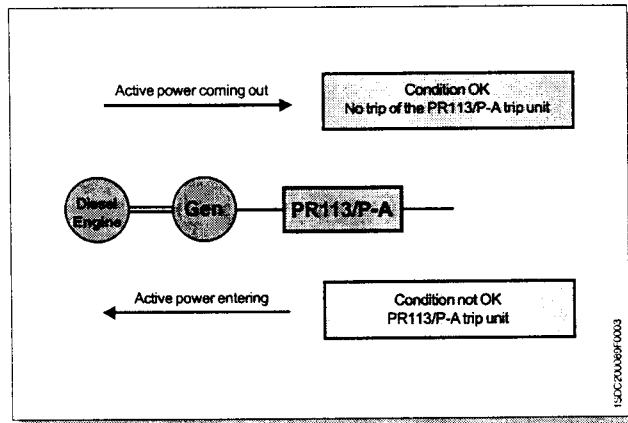 Active power coming out
Condition OK
No trip of the PR113/P-A trip unit
Diesel
Engine
Gen
PR113/P-A
Active power entering
Condition not OK
PR113/P-A trip unit
1SDC200089F0003